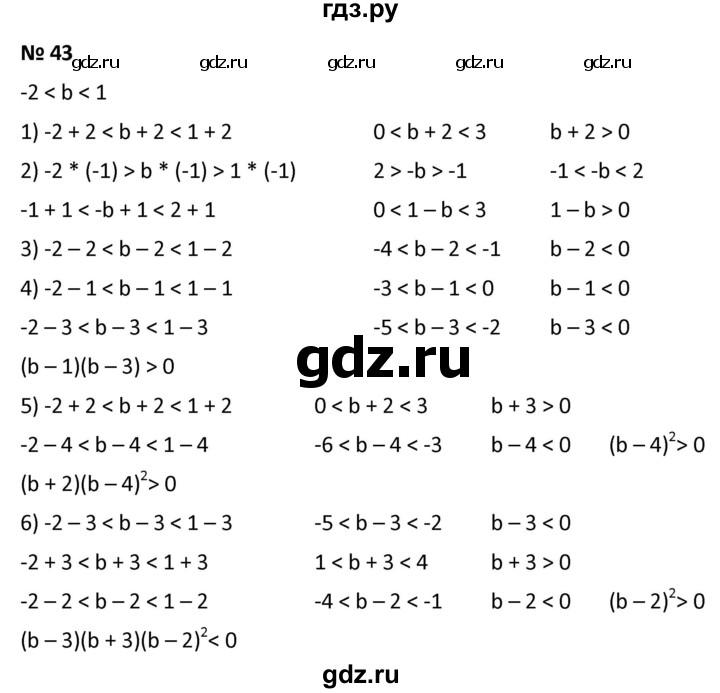 гдз.ру
№ 43
gdz.ru gdz.ru gdz.ru gdz.ru gdz.ru
-2 < b < 1
1) -2 + 2 < b + 2 < 1 + 2 0 < b + 2 < 3 b + 2 > 0
2) -2 * (-1) > b * (-1) > 1 * (-1) 2 > -b > -1 -1 < -b < 2
-1 + 1 < -b + 1 < 2 + 1 0 < 1 – b < 3 1 – b > 0
3) -2 – 2 < b – 2 < 1 – 2 -4 < b – 2 < -1 b – 2 < 0
4) -2 – 1 < b – 1 < 1 – 1 -3 < b – 1 < 0 b – 1 < 0
-2 – 3 < b – 3 < 1 – 3 -5 < b – 3 < -2 b – 3 < 0
gdz.ru
(b – 1)(b – 3) > 0
5) -2 + 2 < b + 2 < 1 + 2 0 < b + 2 < 3 b + 3 > 0
-2 – 4 < b – 4 < 1 – 4 -6 < b – 4 < -3 b – 4 < 0 (b – 4)²> 0
(b + 2)(b – 4)²> 0
6) -2 – 3 < b – 3 < 1 – 3 -5 < b – 3 < -2 b – 3 < 0
-2 + 3 < b + 3 < 1 + 3 1 < b + 3 < 4 b + 3 > 0
-2 – 2 < b – 2 < 1 – 2 -4 < b – 2 < -1 b – 2 < 0 (b – 2)²> 0
(b – 3)(b + 3)(b – 2)²< 0
gdz.ru